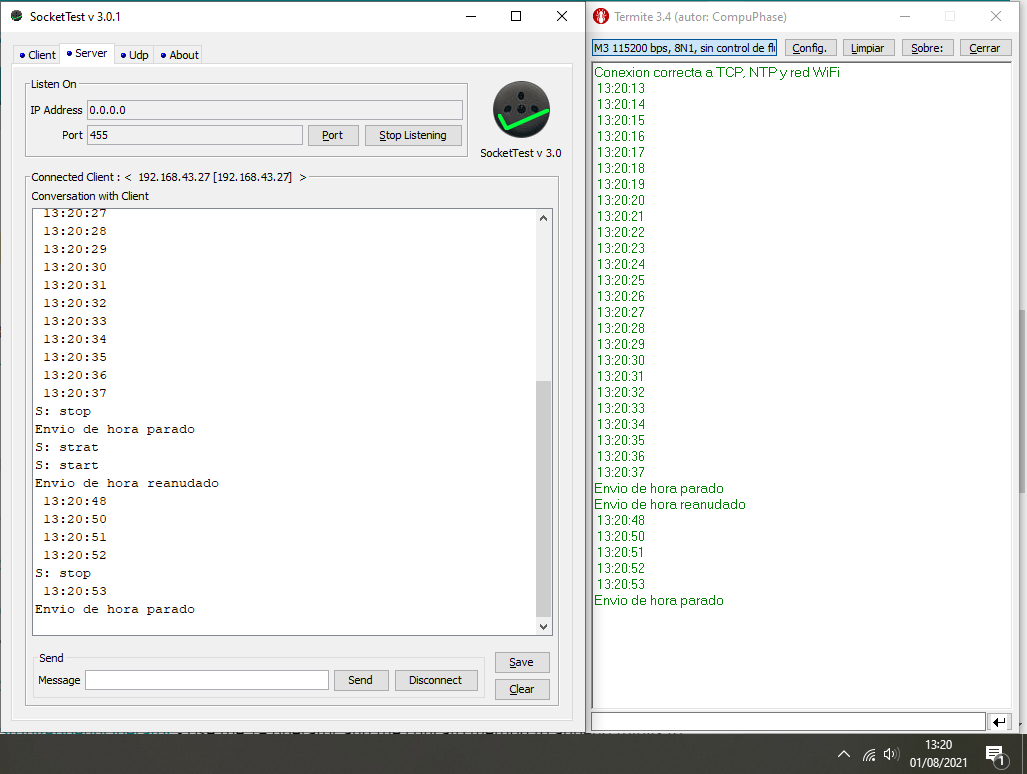 SocketTest v 3.0.1
Client
Server
Udp
About
Listen On
IP Address 0.0.0.0
Port 455
Port
Stop Listening
SocketTest v 3.0
Connected Client : < 192.168.43.27 [192.168.43.27] >
Conversation with Client
13:20:27
13:20:28
13:20:29
13:20:30
13:20:31
13:20:32
13:20:33
13:20:34
13:20:35
13:20:36
13:20:37
S: stop
Envio de hora parado
S: strat
S: start
Envio de hora reanudado
13:20:48
13:20:50
13:20:51
13:20:52
S: stop
13:20:53
Envio de hora parado
Send
Message
Send
Disconnect
Save
Clear
Termite 3.4 (autor: CompuPhase)
M3 115200 bps, 8N1, sin control de fl
Config.
Limpiar
Sobre:
Cerrar
Conexion correcta a TCP, NTP y red WiFi
13:20:13
13:20:14
13:20:15
13:20:16
13:20:17
13:20:18
13:20:19
13:20:20
13:20:21
13:20:22
13:20:23
13:20:24
13:20:25
13:20:26
13:20:27
13:20:28
13:20:29
13:20:30
13:20:31
13:20:32
13:20:33
13:20:34
13:20:35
13:20:36
13:20:37
Envio de hora parado
Envio de hora reanudado
13:20:48
13:20:50
13:20:51
13:20:52
13:20:53
Envio de hora parado
13:20
01/08/2021
1